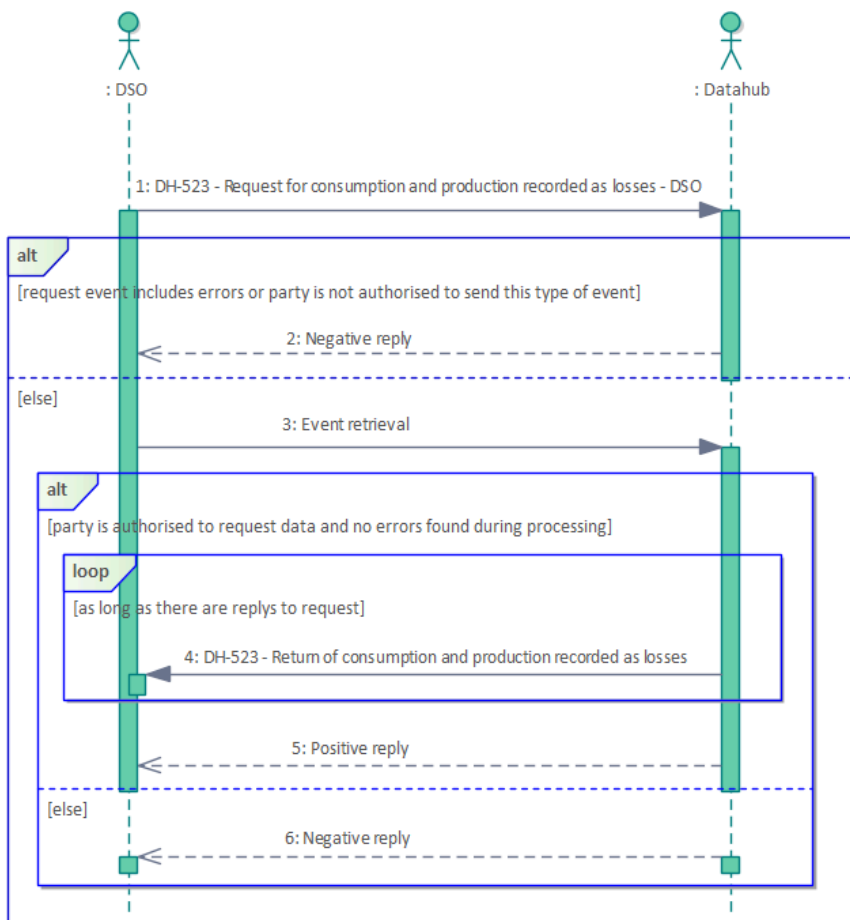 : DSO
: Datahub
1: DH-523 - Request for consumption and production recorded as losses - DSO
alt
[request event includes errors or party is not authorised to send this type of event]
2: Negative reply
[else]
3: Event retrieval
alt
[party is authorised to request data and no errors found during processing]
loop
[as long as there are replys to request]
4: DH-523 - Return of consumption and production recorded as losses
5: Positive reply
[else]
6: Negative reply